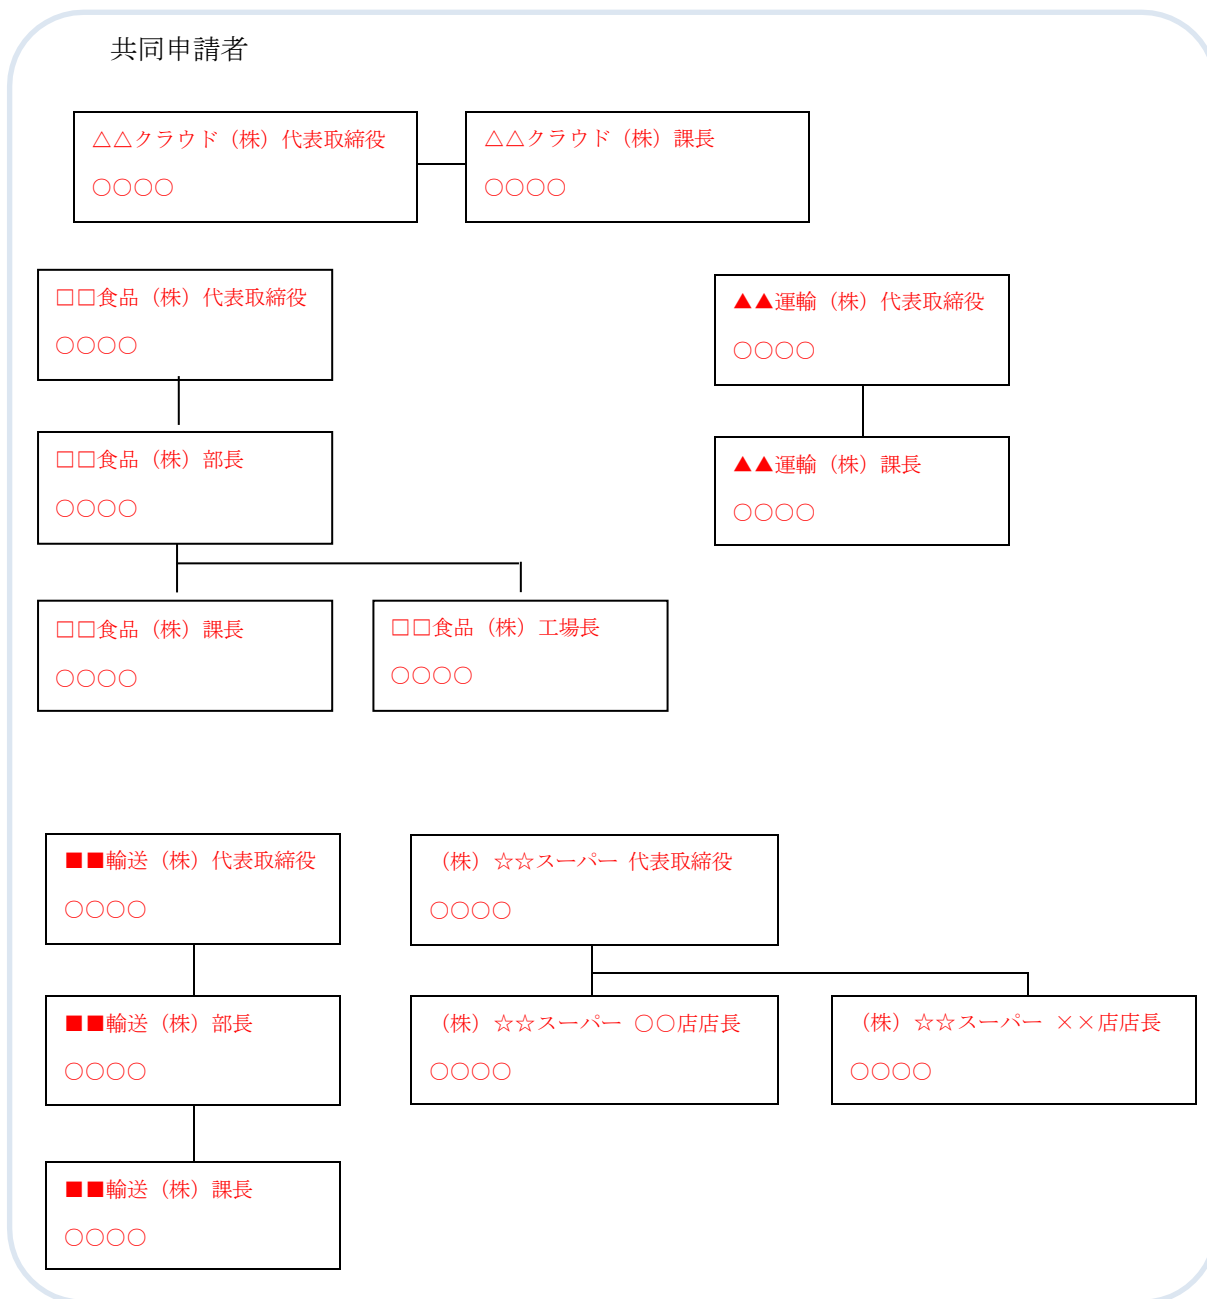 共同申請者
△△クラウド（株）代表取締役
○○○○
△△クラウド（株）課長
○○○○
□□食品（株）代表取締役
○○○○
▲▲運輸（株）代表取締役
○○○○
□□食品（株）部長
○○○○
▲▲運輸（株）課長
○○○○
□□食品（株）課長
○○○○
□□食品（株）工場長
○○○○
■■輸送（株）代表取締役
○○○○
（株）☆☆スーパー 代表取締役
○○○○
■■輸送（株）部長
○○○○
（株）☆☆スーパー ○○店店長
○○○○
（株）☆☆スーパー ××店店長
○○○○
■■輸送（株）課長
○○○○